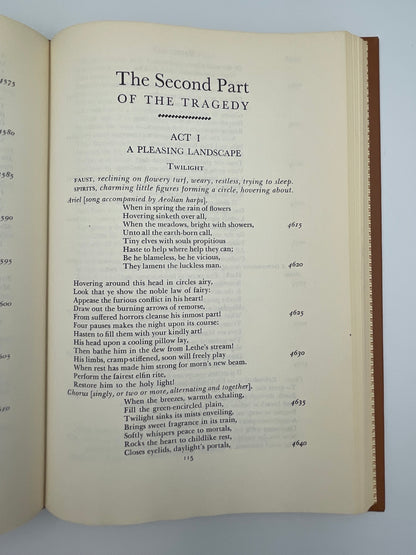 4575
4580
590
4595
4600
4605
4610
The Second Part
OF THE TRAGEDY
ACT I
A PLEASING LANDSCAPE
TWILIGHT
FAUST, reclining on flowery turf, weary, restless, trying to sleep.
SPIRITS, charming little figures forming a circle, hovering about.
Ariel [song accompanied by Aeolian harps].
When in spring the rain of flowers
Hovering sinketh over all,
When the meadows, bright with showers, 4615
Unto all the earth-born call,
Tiny elves with souls propitious
Haste to help where help they can;
Be he blameless, be he vicious,
They lament the luckless man. 4620
Hovering around this head in circles airy,
Look that ye show the noble law of fairy:
Appease the furious conflict in his heart!
Draw out the burning arrows of remorse,
From suffered horrors cleanse his inmost part! 4625
Four pauses makes the night upon its course:
Hasten to fill them with your kindly art!
His head upon a cooling pillow lay,
Then bathe him in the dew from Lethe's stream!
His limbs, cramp-stiffened, soon will freely play 4630
When rest has made him strong for morn's new beam.
Perform the fairest elfin rite,
Restore him to the holy light!
Chorus [singly, or two or more, alternating and together].
When the breezes, warmth exhaling,
Fill the green-encircled plain, 4635
Twilight sinks its mists enveiling,
Brings sweet fragrance in its train,
Softly whispers peace to mortals,
Rocks the heart to childlike rest,
Closes eyelids, daylight's portals, 4640
115